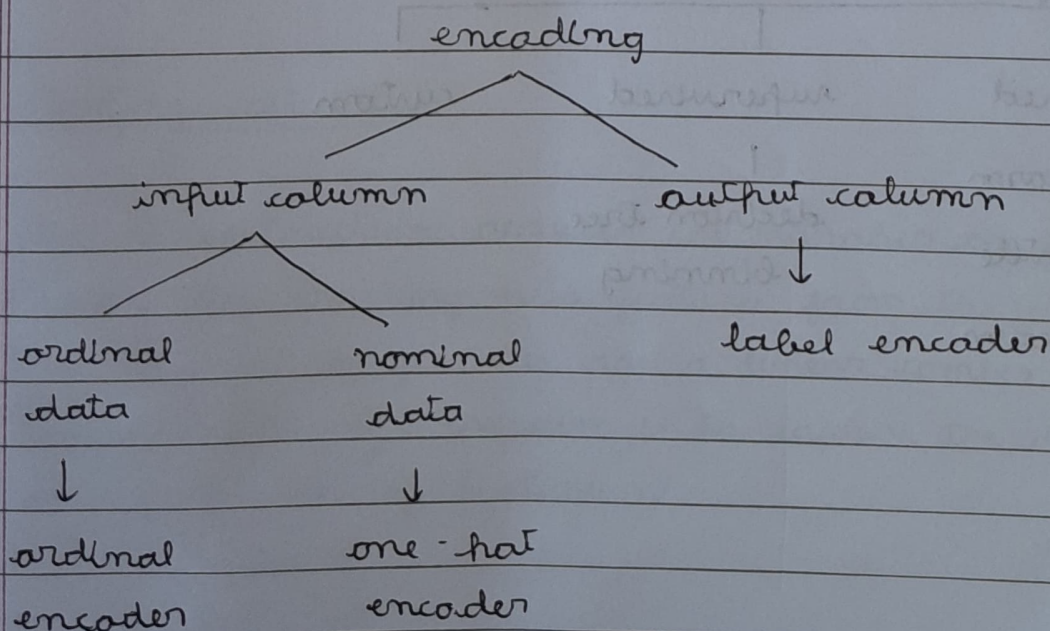 encoding
input column output column
ordinal nominal label encoder
data data
ordinal one-hot
encoder encoder